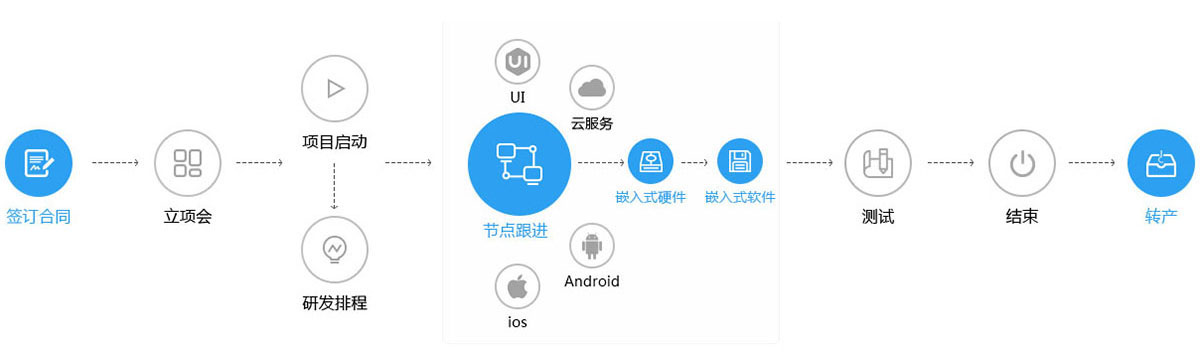 签订合同
立项会
项目启动
研发排程
UI
UI
云服务
节点跟进
嵌入式硬件
嵌入式软件
Android
ios
测试
结束
转产